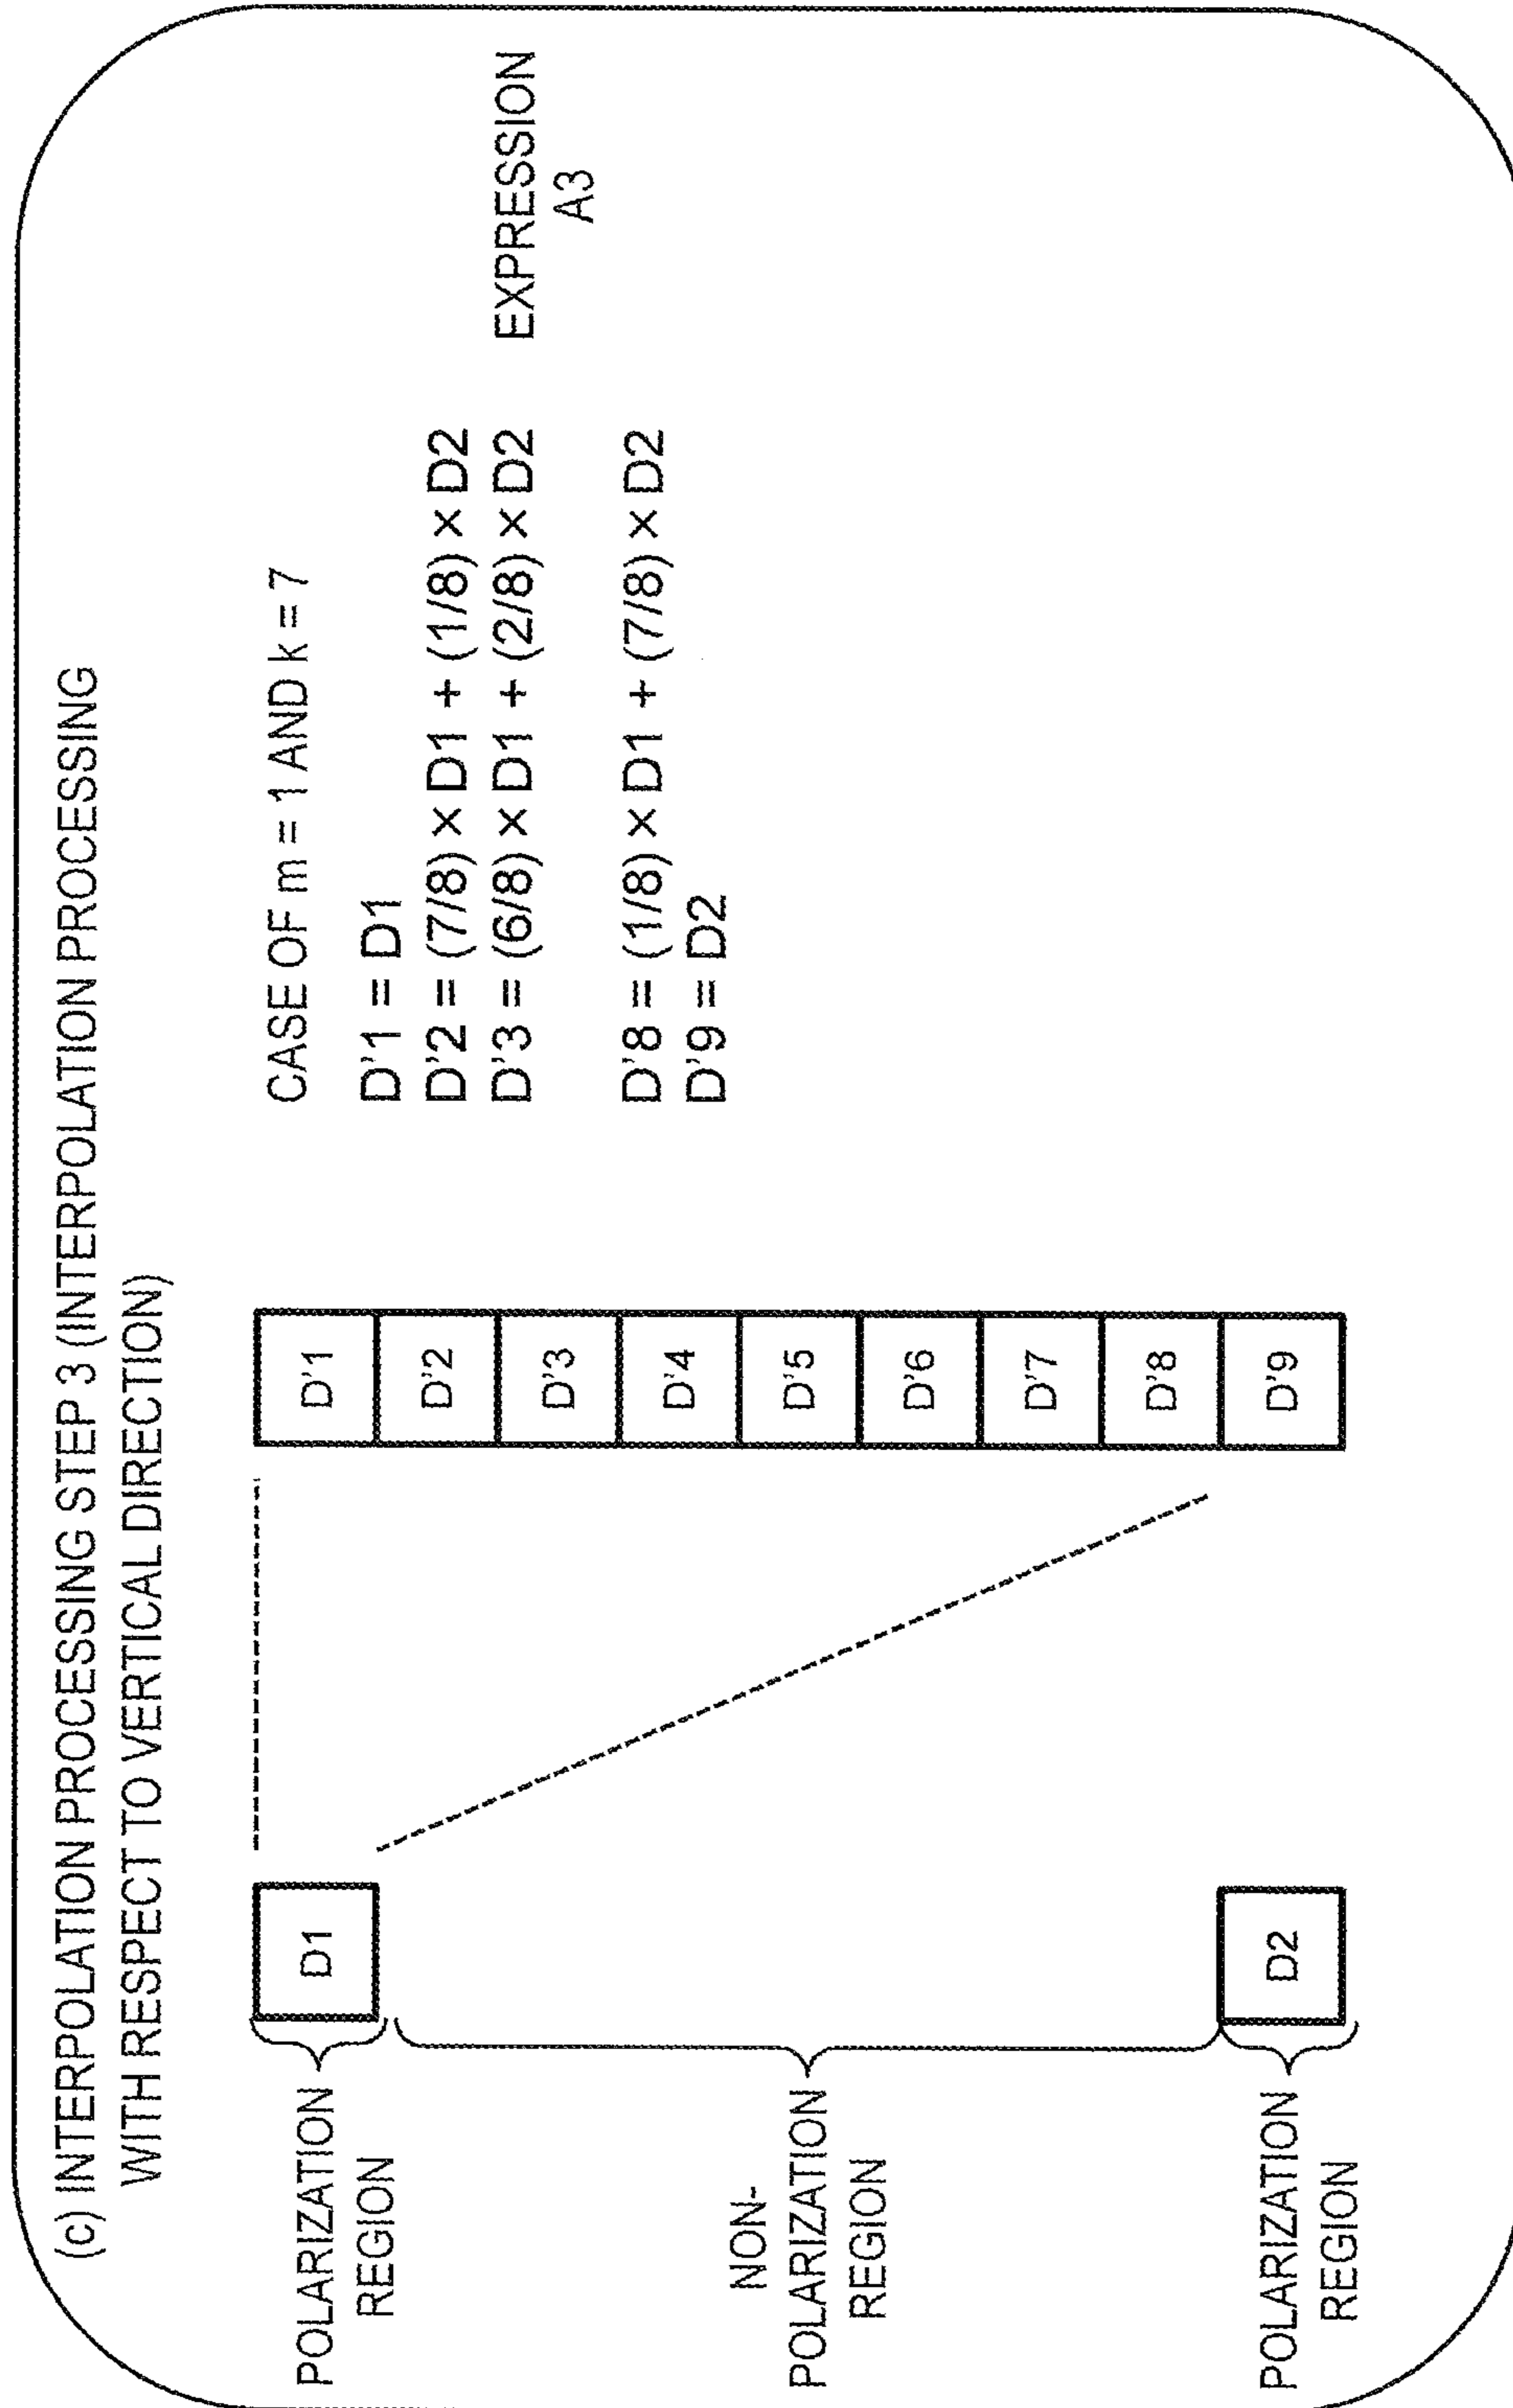 (c) INTERPOLATION PROCESSING STEP 3 (INTERPOLATION PROCESSING
WITH RESPECT TO VERTICAL DIRECTION)
POLARIZATION
REGION
NON-
POLARIZATION
REGION
POLARIZATION
REGION
D1
D2
D'1
D'2
D'3
D'4
D'5
D'6
D'7
D'8
D'9
CASE OF m = 1 AND k = 7
D'1 = D1
D'2 = (7/8) × D1 + (1/8) × D2
D'3 = (6/8) × D1 + (2/8) × D2
D'8 = (1/8) × D1 + (7/8) × D2
D'9 = D2
EXPRESSION
A3